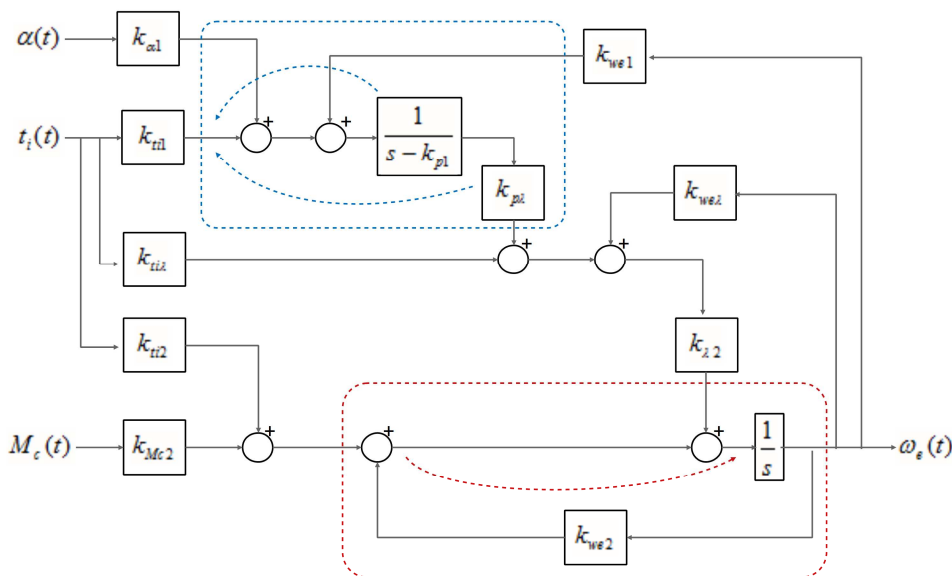 α(t)
k_{α1}
k_{we1}
t_i(t)
k_{ti1}
+
+
1
s − k_{p1}
k_{pλ}
k_{weλ}
+
+
k_{tiλ}
k_{ti2}
k_{λ2}
M_c(t)
k_{Mc2}
+
+
+
1
s
ω_e(t)
k_{we2}